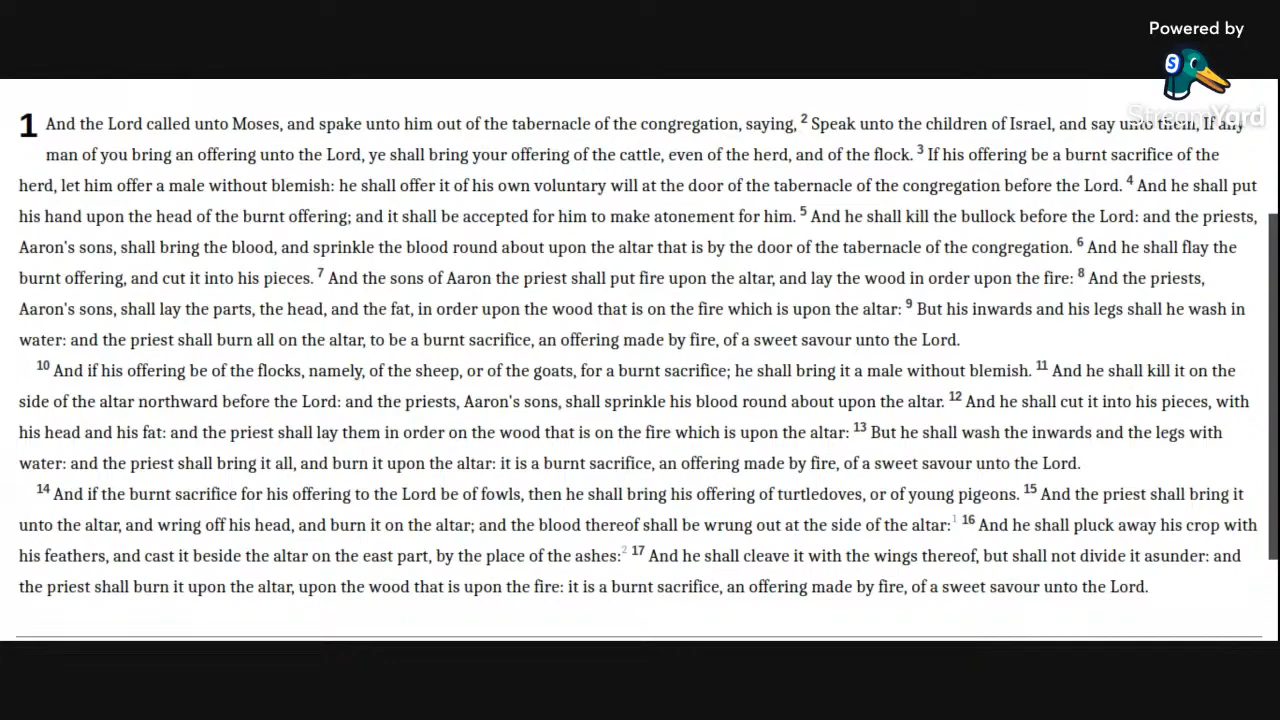 Powered by
S
StreamYard
1 And the Lord called unto Moses, and spake unto him out of the tabernacle of the congregation, saying, 2 Speak unto the children of Israel, and say unto them, If any
man of you bring an offering unto the Lord, ye shall bring your offering of the cattle, even of the herd, and of the flock. 3 If his offering be a burnt sacrifice of the
herd, let him offer a male without blemish: he shall offer it of his own voluntary will at the door of the tabernacle of the congregation before the Lord. 4 And he shall put
his hand upon the head of the burnt offering; and it shall be accepted for him to make atonement for him. 5 And he shall kill the bullock before the Lord: and the priests,
Aaron's sons, shall bring the blood, and sprinkle the blood round about upon the altar that is by the door of the tabernacle of the congregation. 6 And he shall flay the
burnt offering, and cut it into his pieces. 7 And the sons of Aaron the priest shall put fire upon the altar, and lay the wood in order upon the fire: 8 And the priests,
Aaron's sons, shall lay the parts, the head, and the fat, in order upon the wood that is on the fire which is upon the altar: 9 But his inwards and his legs shall he wash in
water: and the priest shall burn all on the altar, to be a burnt sacrifice, an offering made by fire, of a sweet savour unto the Lord.
10 And if his offering be of the flocks, namely, of the sheep, or of the goats, for a burnt sacrifice; he shall bring it a male without blemish. 11 And he shall kill it on the
side of the altar northward before the Lord: and the priests, Aaron's sons, shall sprinkle his blood round about upon the altar. 12 And he shall cut it into his pieces, with
his head and his fat: and the priest shall lay them in order on the wood that is on the fire which is upon the altar: 13 But he shall wash the inwards and the legs with
water: and the priest shall bring it all, and burn it upon the altar: it is a burnt sacrifice, an offering made by fire, of a sweet savour unto the Lord.
14 And if the burnt sacrifice for his offering to the Lord be of fowls, then he shall bring his offering of turtledoves, or of young pigeons. 15 And the priest shall bring it
unto the altar, and wring off his head, and burn it on the altar; and the blood thereof shall be wrung out at the side of the altar:1 16 And he shall pluck away his crop with
his feathers, and cast it beside the altar on the east part, by the place of the ashes:2 17 And he shall cleave it with the wings thereof, but shall not divide it asunder: and
the priest shall burn it upon the altar, upon the wood that is upon the fire: it is a burnt sacrifice, an offering made by fire, of a sweet savour unto the Lord.